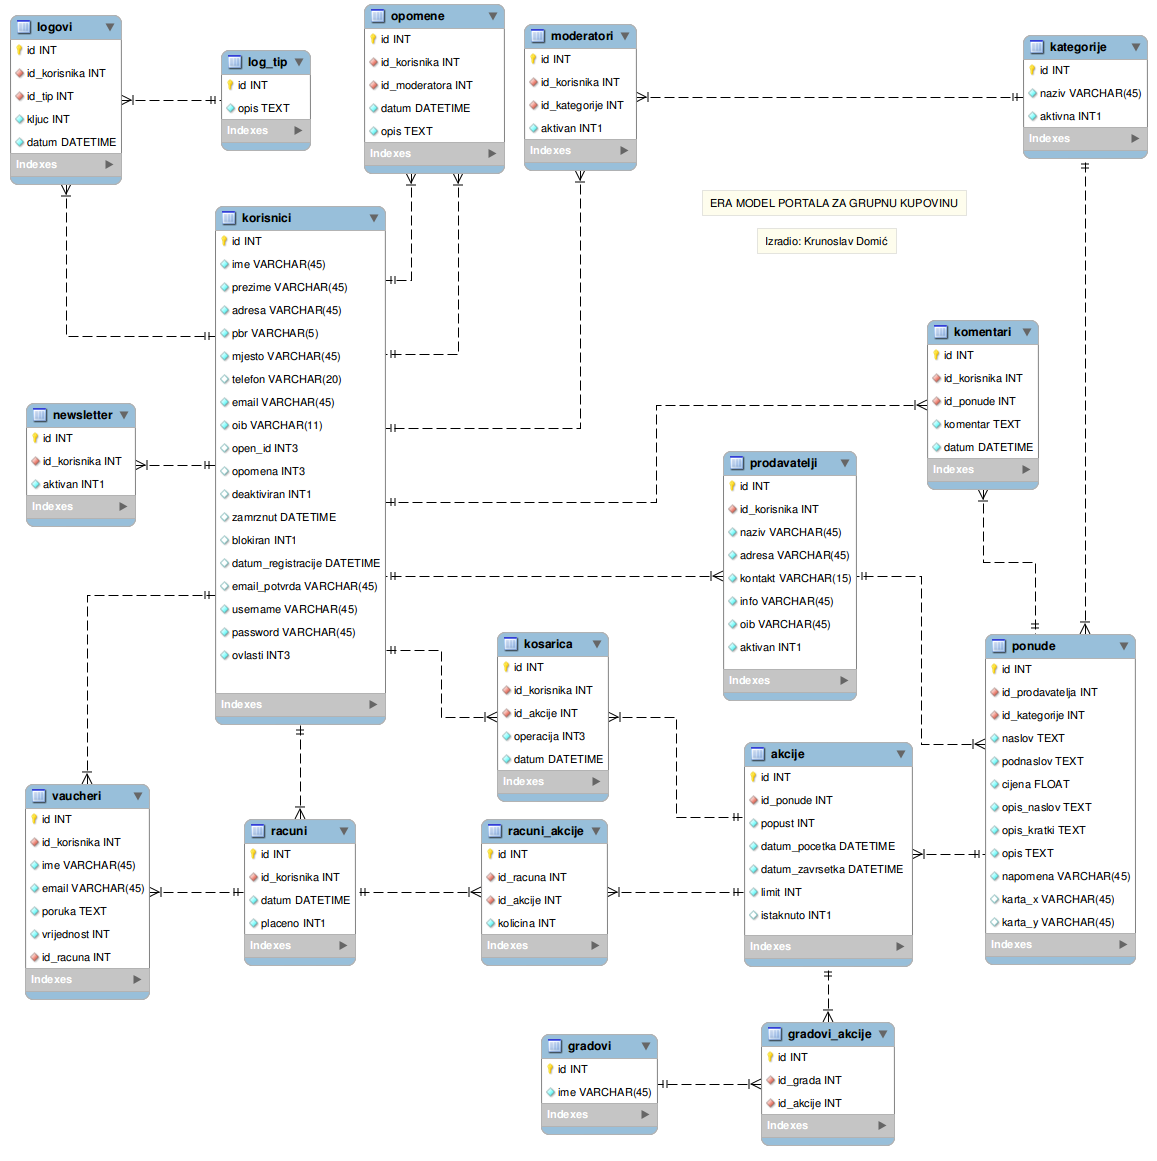 logovi
id INT
id_korisnika INT
id_tip INT
kljuc INT
datum DATETIME
Indexes
log_tip
id INT
opis TEXT
Indexes
opomene
id INT
id_korisnika INT
id_moderatora INT
datum DATETIME
opis TEXT
Indexes
moderatori
id INT
id_korisnika INT
id_kategorije INT
aktivan INT1
Indexes
kategorije
id INT
naziv VARCHAR(45)
aktivna INT1
Indexes
ERA MODEL PORTALA ZA GRUPNU KUPOVINU
Izradio: Krunoslav Domić
korisnici
id INT
ime VARCHAR(45)
prezime VARCHAR(45)
adresa VARCHAR(45)
pbr VARCHAR(5)
mjesto VARCHAR(45)
telefon VARCHAR(20)
email VARCHAR(45)
oib VARCHAR(11)
open_id INT3
opomena INT3
deaktiviran INT1
zamrznut DATETIME
blokiran INT1
datum_registracije DATETIME
email_potvrda VARCHAR(45)
username VARCHAR(45)
password VARCHAR(45)
ovlasti INT3
Indexes
newsletter
id INT
id_korisnika INT
aktivan INT1
Indexes
komentari
id INT
id_korisnika INT
id_ponude INT
komentar TEXT
datum DATETIME
Indexes
prodavatelji
id INT
id_korisnika INT
naziv VARCHAR(45)
adresa VARCHAR(45)
kontakt VARCHAR(15)
info VARCHAR(45)
oib VARCHAR(45)
aktivan INT1
Indexes
kosarica
id INT
id_korisnika INT
id_akcije INT
operacija INT3
datum DATETIME
Indexes
ponude
id INT
id_prodavatelja INT
id_kategorije INT
naslov TEXT
podnaslov TEXT
cijena FLOAT
opis_naslov TEXT
opis_kratki TEXT
opis TEXT
napomena VARCHAR(45)
karta_x VARCHAR(45)
karta_y VARCHAR(45)
Indexes
akcije
id INT
id_ponude INT
popust INT
datum_pocetka DATETIME
datum_zavrsetka DATETIME
limit INT
istaknuto INT1
Indexes
vaucheri
id INT
id_korisnika INT
ime VARCHAR(45)
email VARCHAR(45)
poruka TEXT
vrijednost INT
id_racuna INT
Indexes
racuni
id INT
id_korisnika INT
datum DATETIME
placeno INT1
Indexes
racuni_akcije
id INT
id_racuna INT
id_akcije INT
kolicina INT
Indexes
gradovi
id INT
ime VARCHAR(45)
Indexes
gradovi_akcije
id INT
id_grada INT
id_akcije INT
Indexes